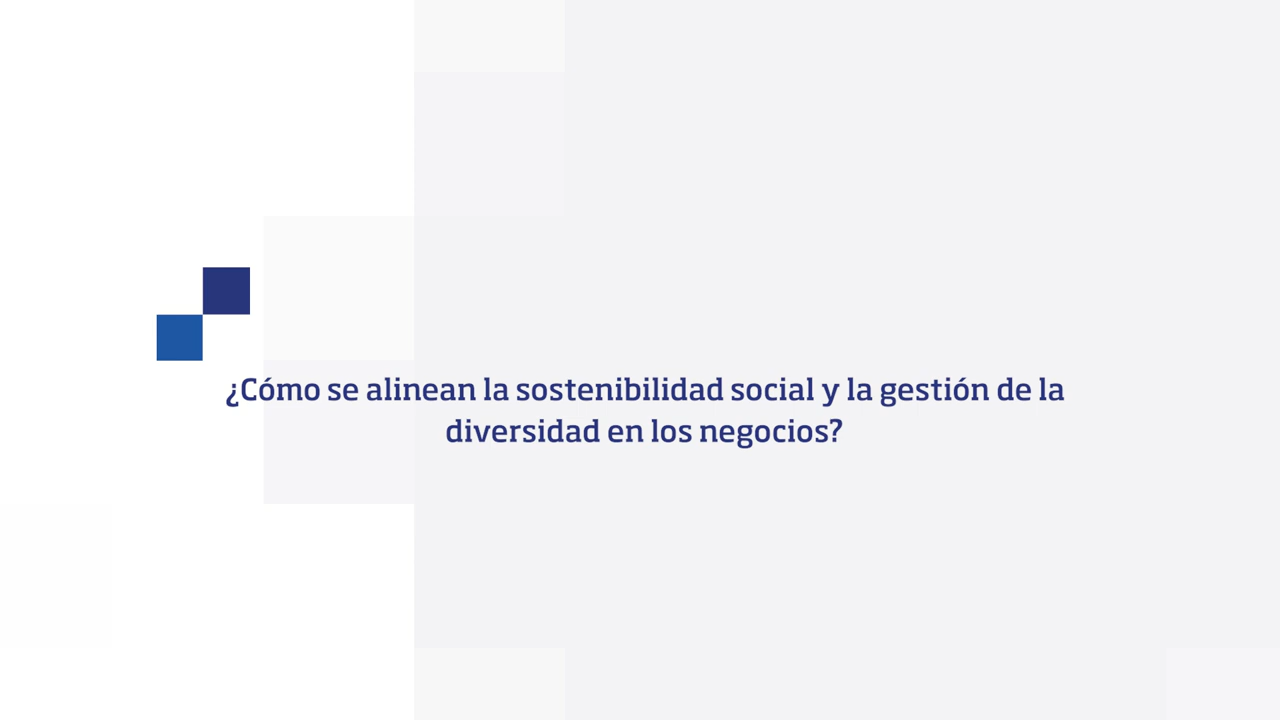 ¿Cómo se alinean la sostenibilidad social y la gestión de la
diversidad en los negocios?